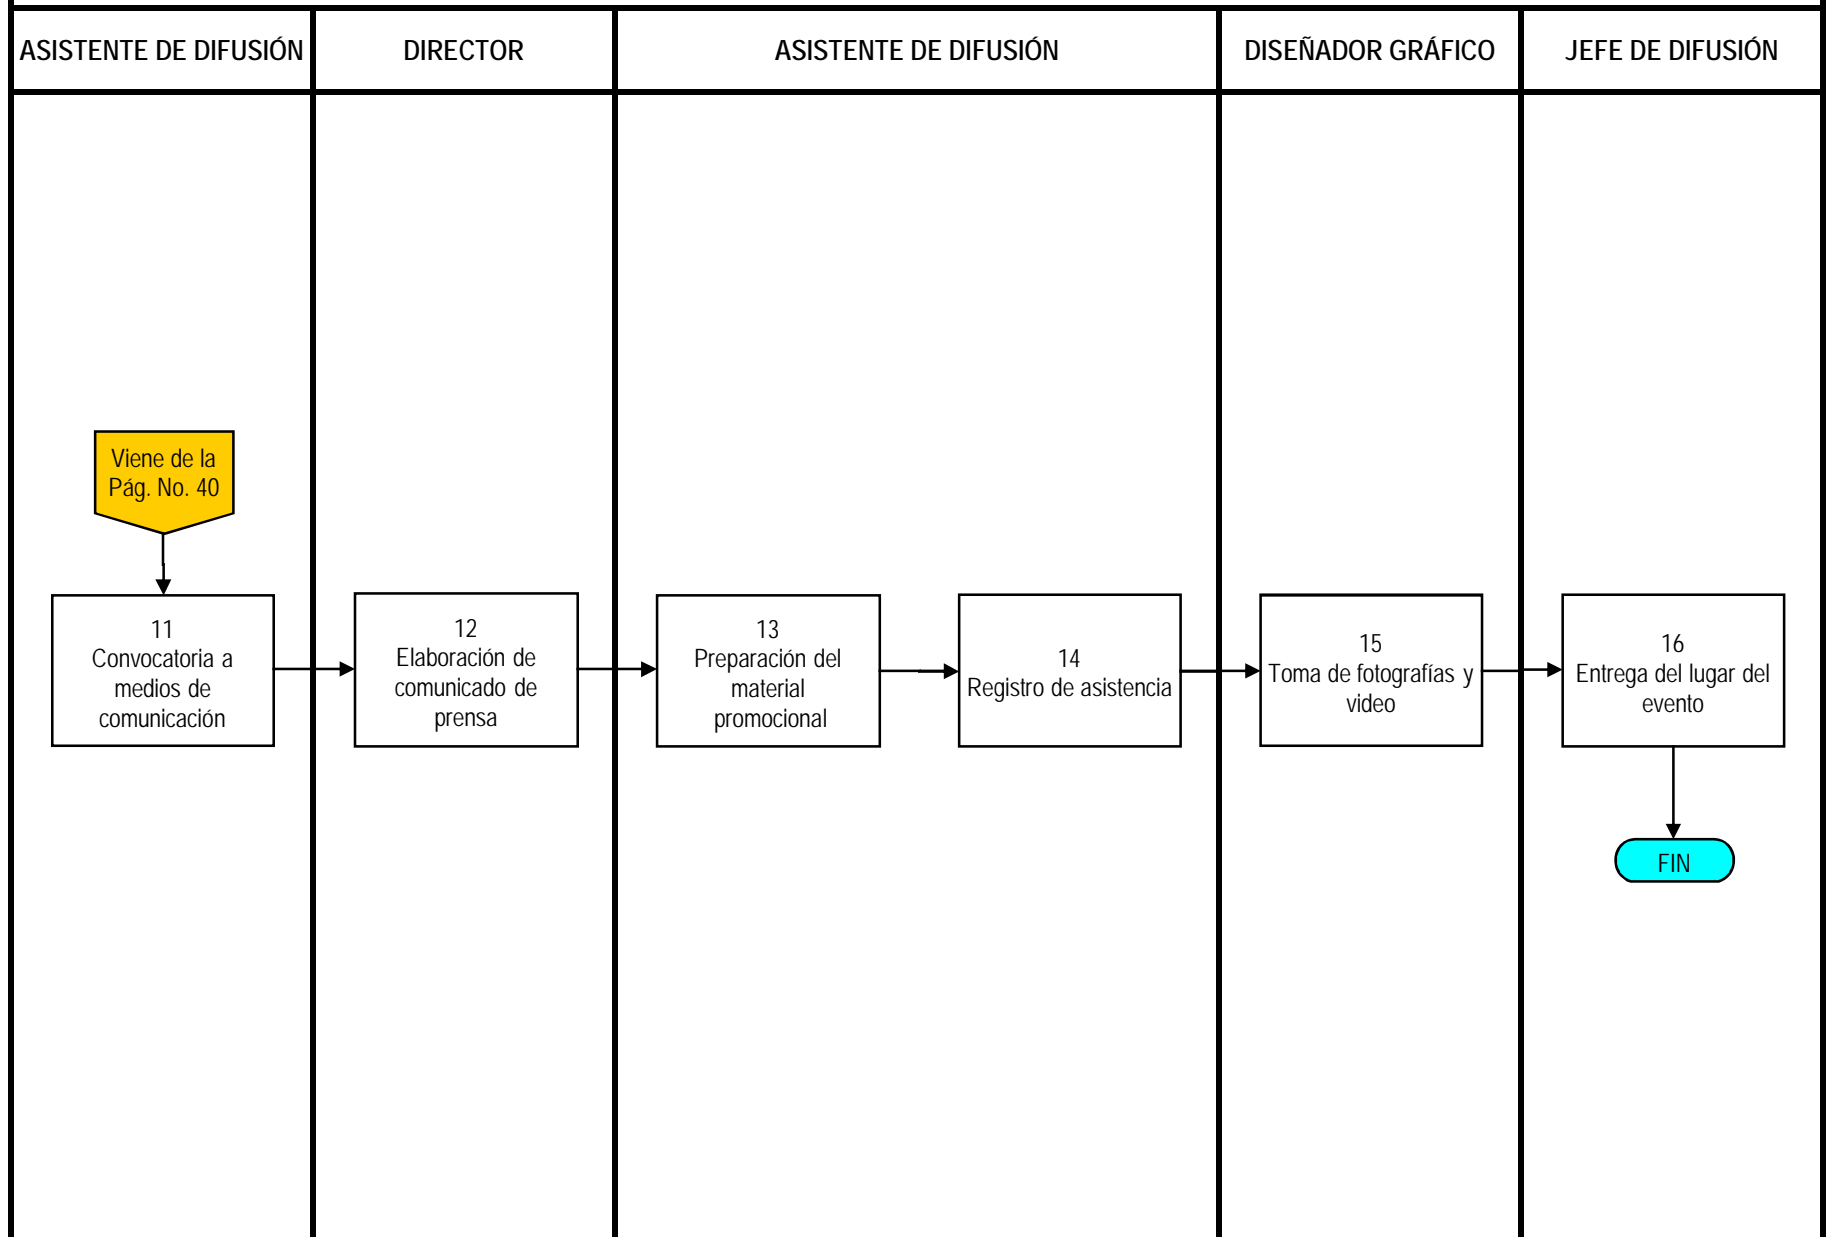 ASISTENTE DE DIFUSIÓN
DIRECTOR
ASISTENTE DE DIFUSIÓN
DISEÑADOR GRÁFICO
JEFE DE DIFUSIÓN
Viene de la
Pág. No. 40
11
Convocatoria a
medios de
comunicación
12
Elaboración de
comunicado de
prensa
13
Preparación del
material
promocional
14
Registro de asistencia
15
Toma de fotografías y
video
16
Entrega del lugar del
evento
FIN